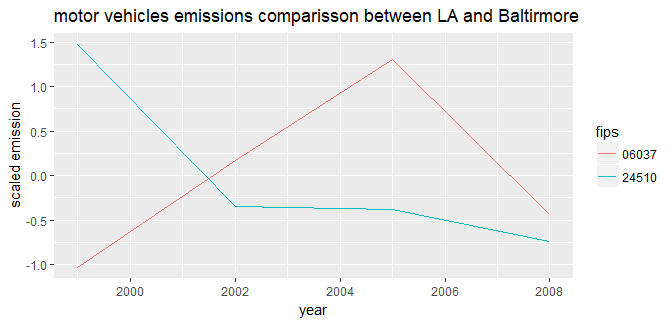 motor vehicles emissions comparisson between LA and Baltirmore
scaled emission
1.5
1.0
0.5
0.0
-0.5
-1.0
2000 2002 2004 2006 2008
year
fips
06037
24510